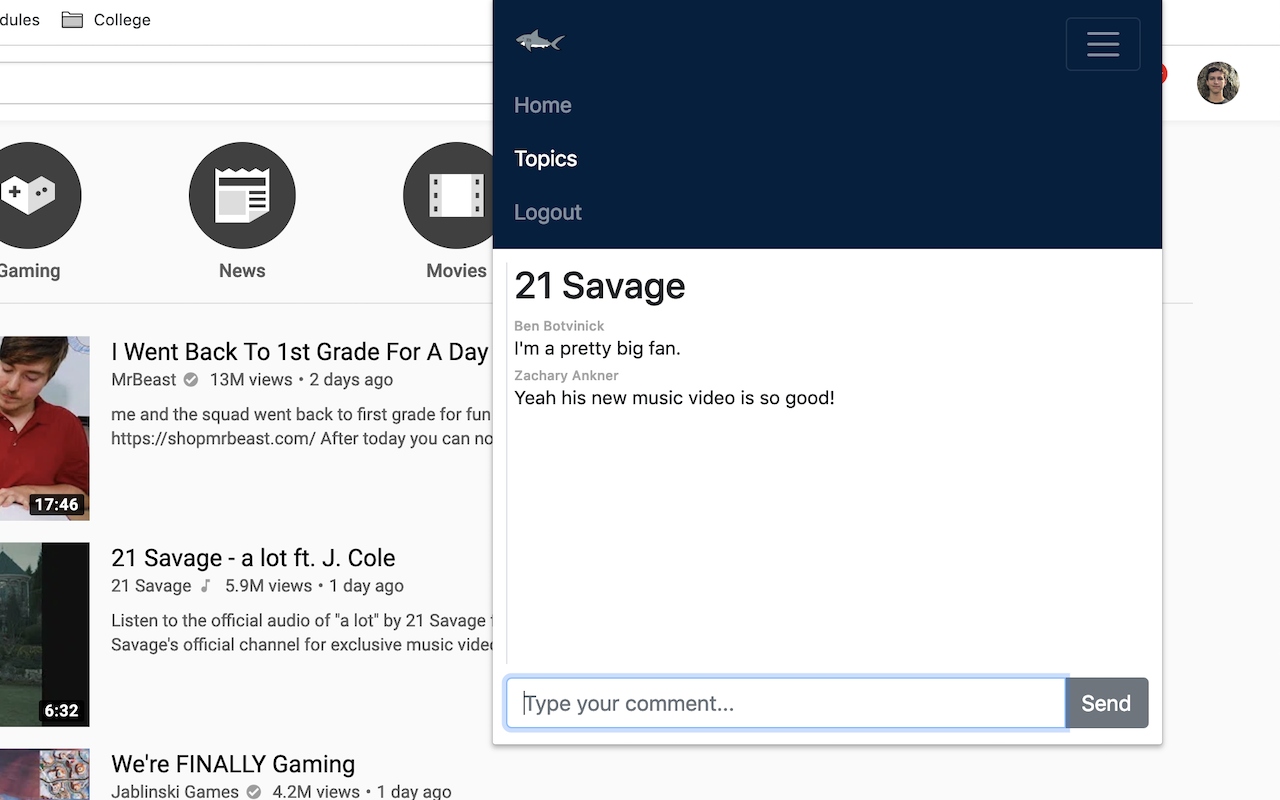 College
Gaming
News
Movies
I Went Back To 1st Grade For A Day
MrBeast 13M views • 2 days ago
me and the squad went back to first grade for fun
https://shopmrbeast.com/ After today you can no
17:46
21 Savage - a lot ft. J. Cole
21 Savage 5.9M views • 1 day ago
Listen to the official audio of "a lot" by 21 Savage
Savage's official channel for exclusive music
6:32
We're FINALLY Gaming
Jablinski Games 4.2M views • 1 day ago
Home
Topics
Logout
21 Savage
Ben Botvinick
I'm a pretty big fan.
Zachary Ankner
Yeah his new music video is so good!
Type your comment...
Send